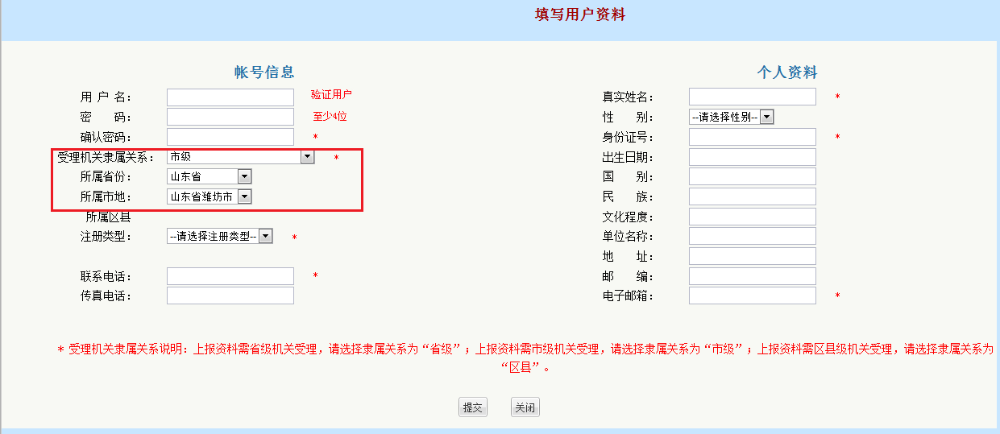 填写用户资料
帐号信息
用 户 名：
验证用户
密　　码：
至少4位
确认密码：
*
受理机关隶属关系：
市级
*
所属省份：
山东省
所属市地：
山东省潍坊市
所属区县
注册类型：
--请选择注册类型--
*
联系电话：
*
传真电话：
个人资料
真实姓名：
*
性　　别：
--请选择性别--
身份证号：
*
出生日期：
国　　别：
民　　族：
文化程度：
单位名称：
地　　址：
邮　　编：
电子邮箱：
*
* 受理机关隶属关系说明：上报资料需省级机关受理，请选择隶属关系为“省级”；上报资料需市级机关受理，请选择隶属关系为“市级”；上报资料需区县级机关受理，请选择隶属关系为
“区县”。
提交
关闭